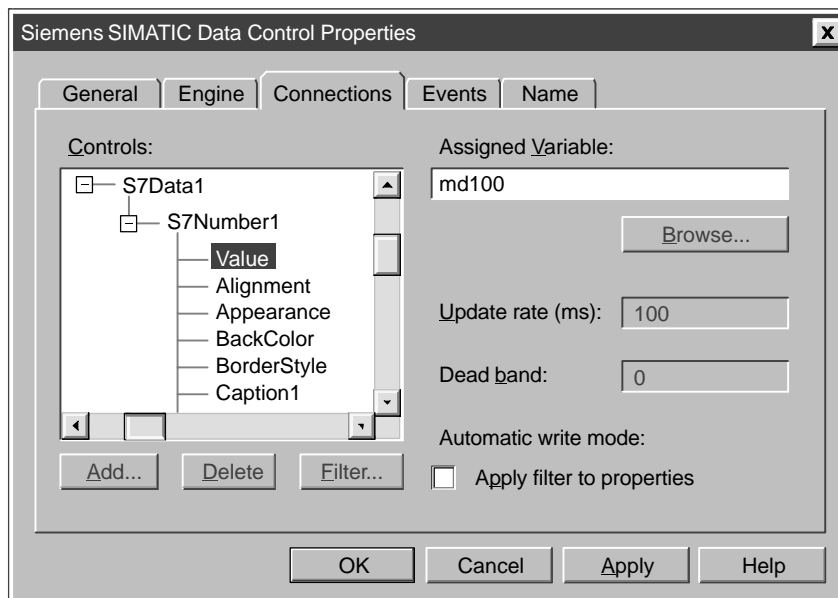 Siemens SIMATIC Data Control Properties
General Engine Connections Events Name
Controls:
S7Data1
S7Number1
Value
Alignment
Appearance
BackColor
BorderStyle
Caption1
Add... Delete Filter...
Assigned Variable:
md100
Browse...
Update rate (ms): 100
Dead band: 0
Automatic write mode:
Apply filter to properties
OK Cancel Apply Help